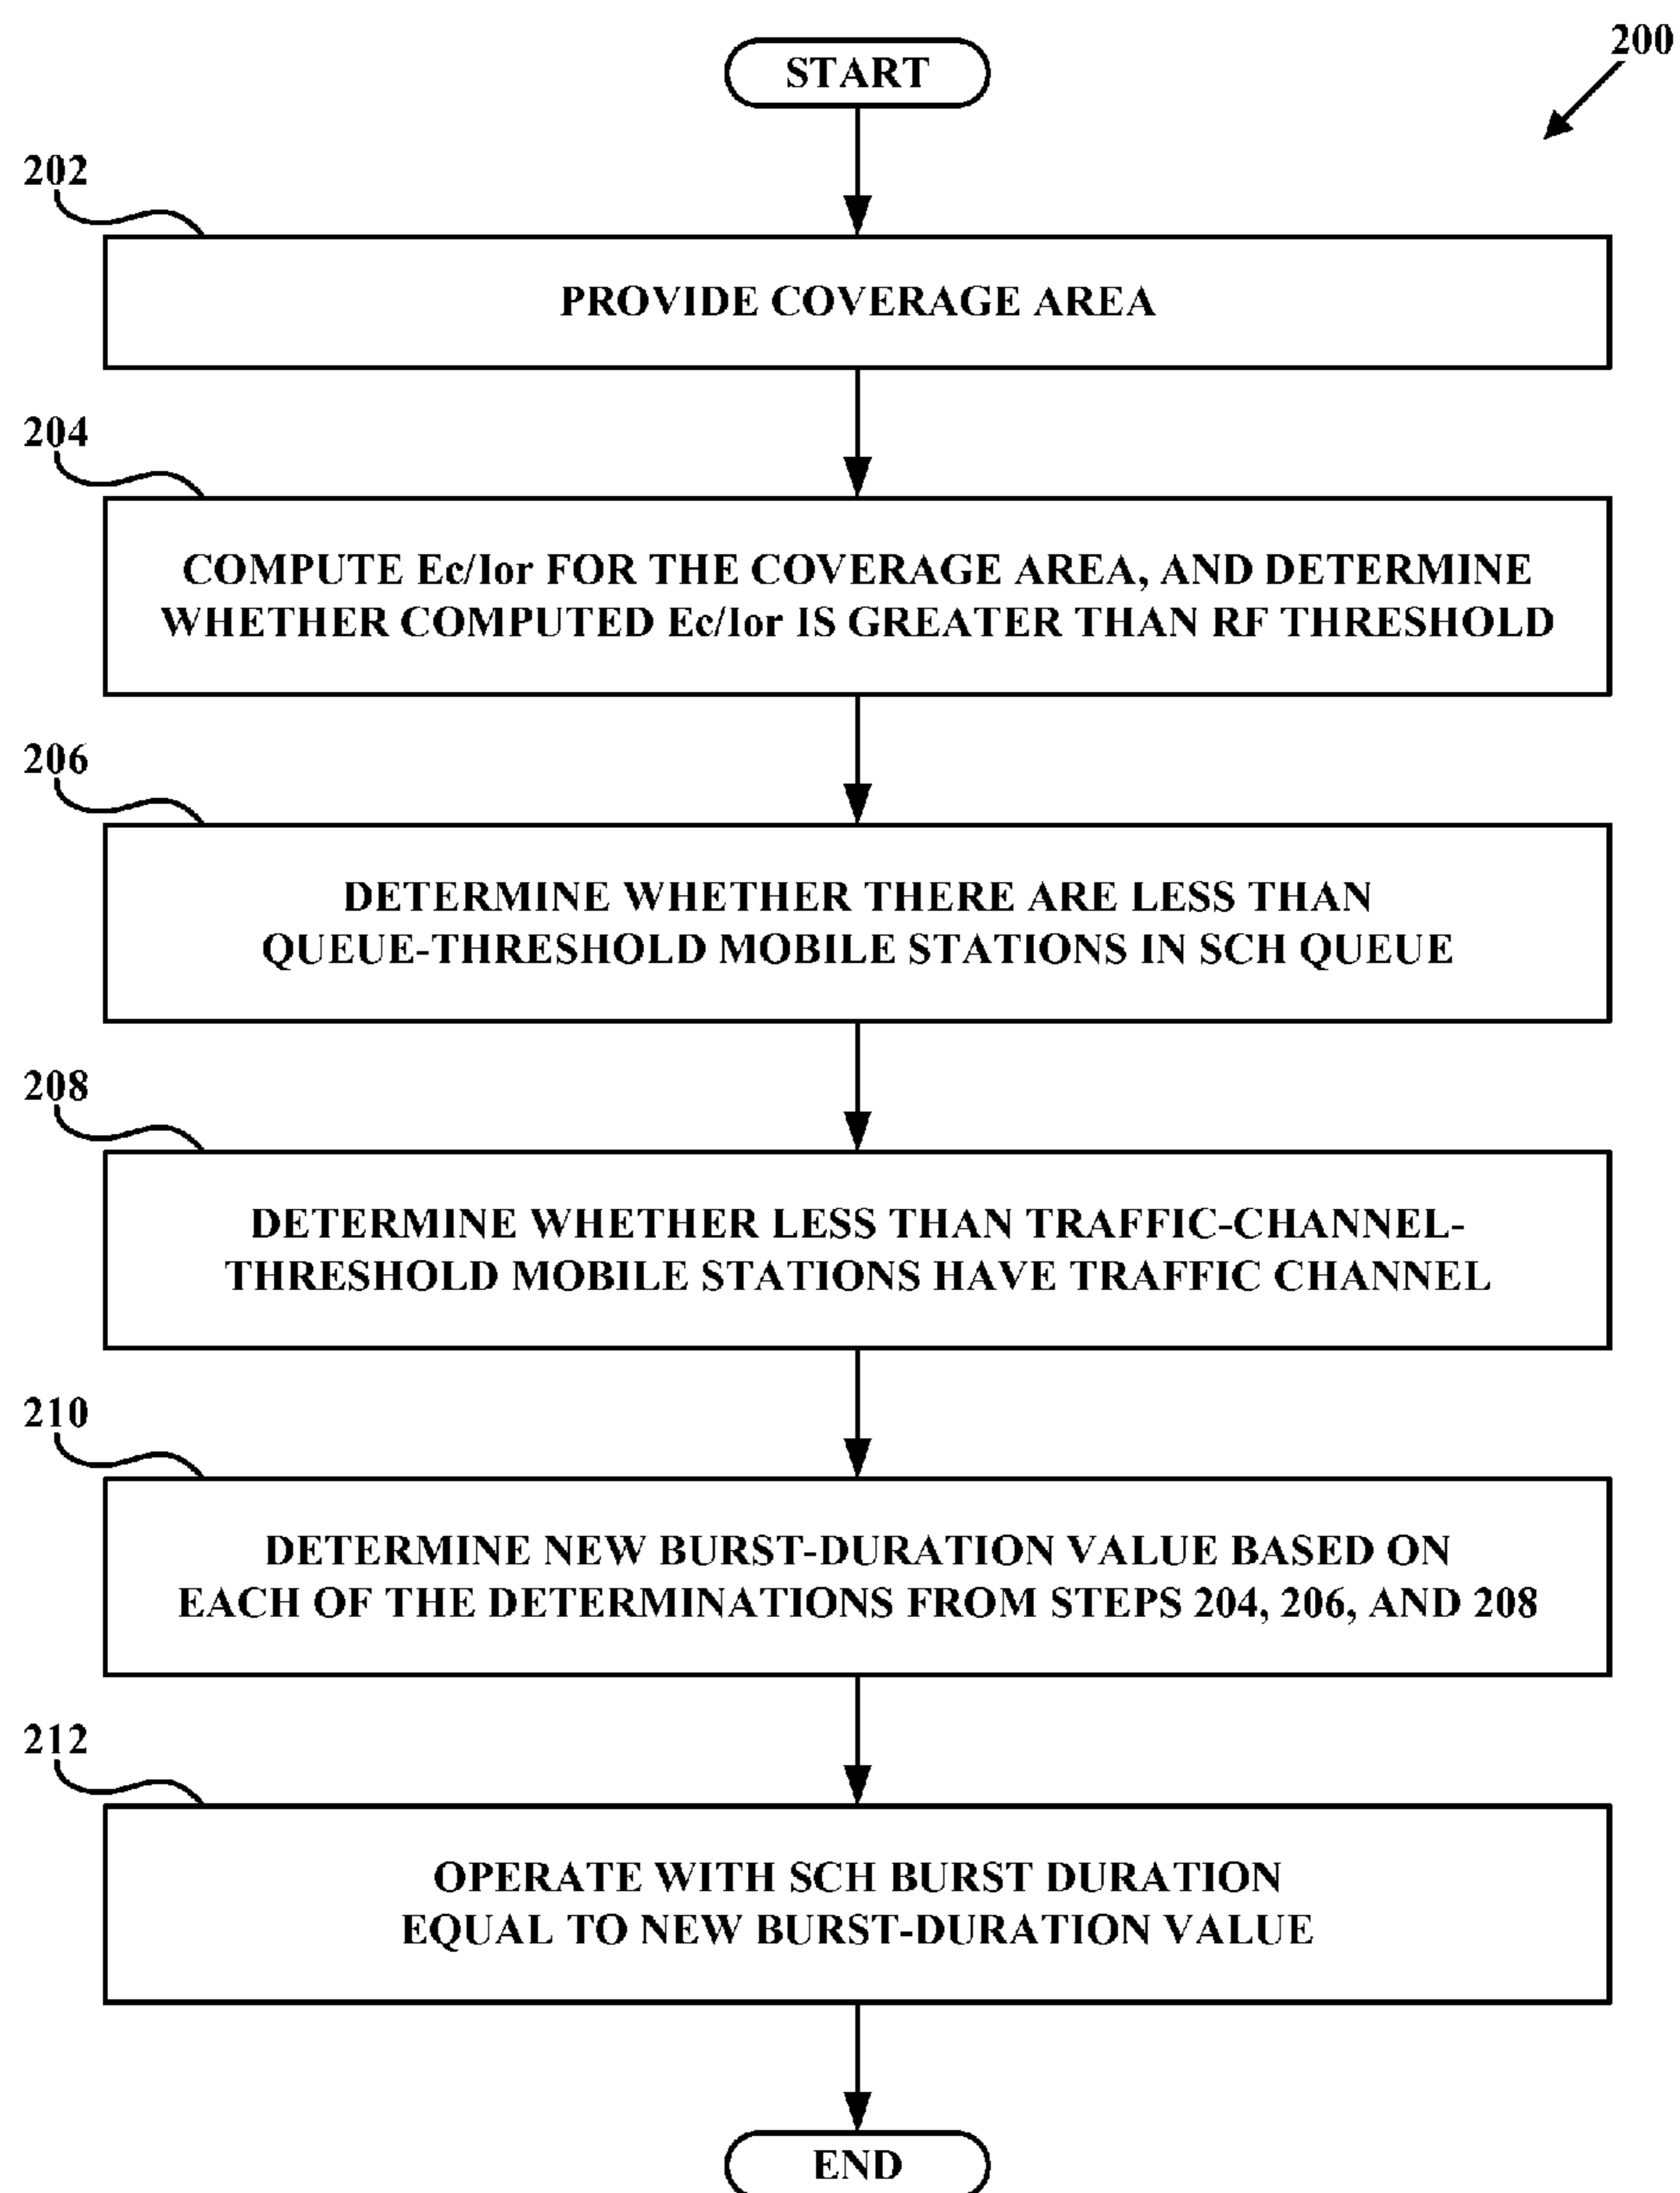 200
START
202
PROVIDE COVERAGE AREA
204
COMPUTE Ec/Ior FOR THE COVERAGE AREA, AND DETERMINE
WHETHER COMPUTED Ec/Ior IS GREATER THAN RF THRESHOLD
206
DETERMINE WHETHER THERE ARE LESS THAN
QUEUE-THRESHOLD MOBILE STATIONS IN SCH QUEUE
208
DETERMINE WHETHER LESS THAN TRAFFIC-CHANNEL-
THRESHOLD MOBILE STATIONS HAVE TRAFFIC CHANNEL
210
DETERMINE NEW BURST-DURATION VALUE BASED ON
EACH OF THE DETERMINATIONS FROM STEPS 204, 206, AND 208
212
OPERATE WITH SCH BURST DURATION
EQUAL TO NEW BURST-DURATION VALUE
END